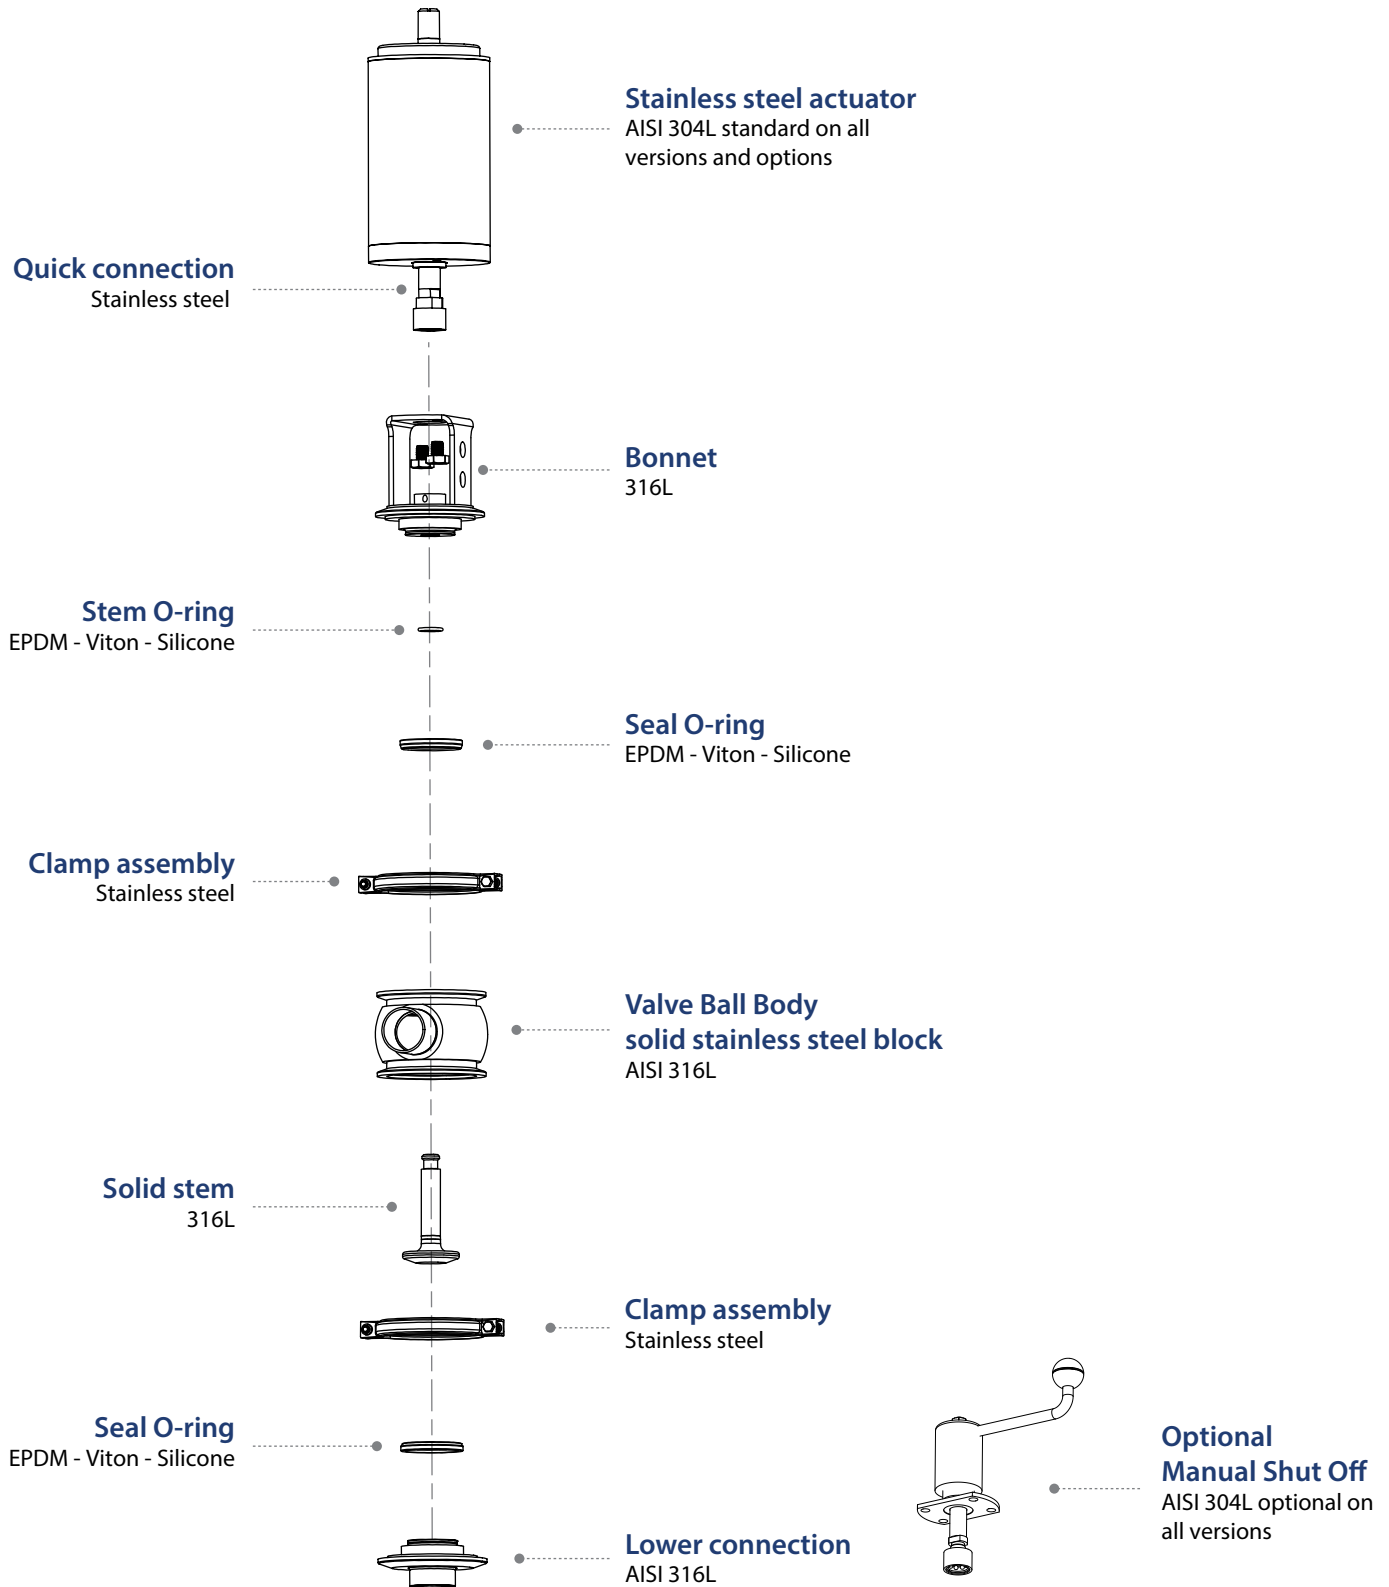 Stainless steel actuator
AISI 304L standard on all
versions and options
Quick connection
Stainless steel
Bonnet
316L
Stem O-ring
EPDM - Viton - Silicone
Seal O-ring
EPDM - Viton - Silicone
Clamp assembly
Stainless steel
Valve Ball Body
solid stainless steel block
AISI 316L
Solid stem
316L
Clamp assembly
Stainless steel
Seal O-ring
EPDM - Viton - Silicone
Optional
Manual Shut Off
AISI 304L optional on
all versions
Lower connection
AISI 316L